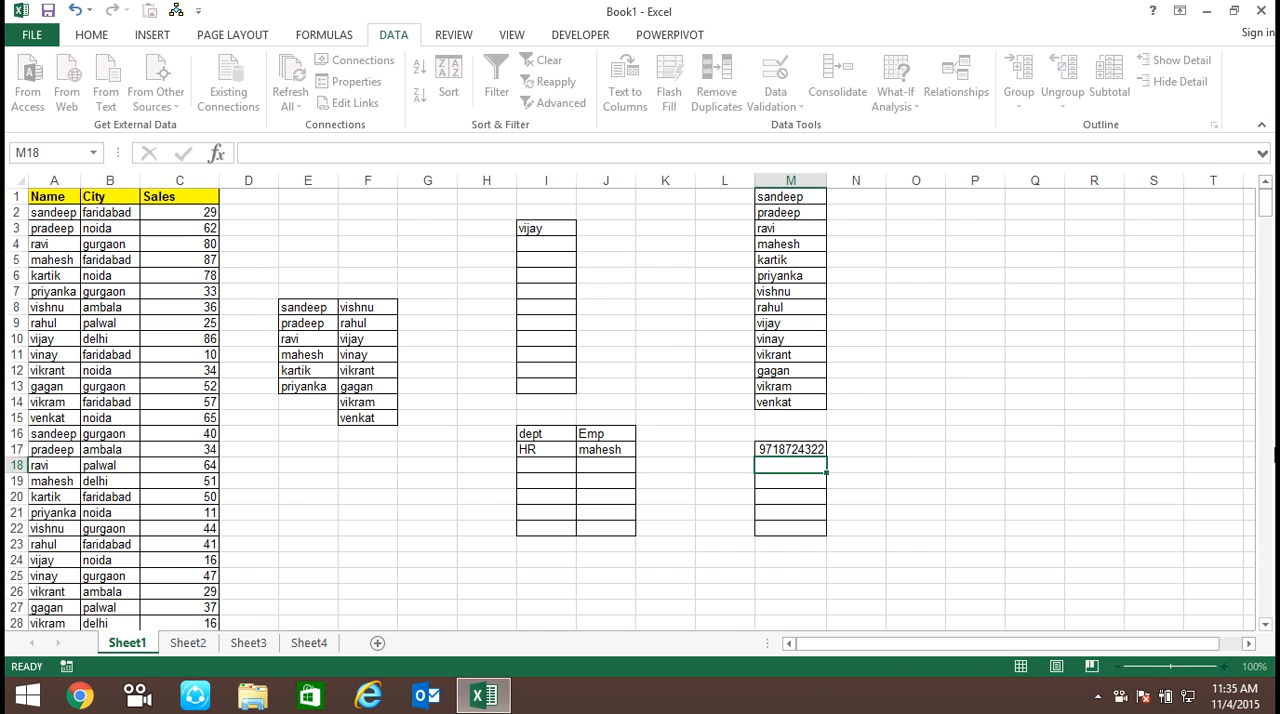 Book1 - Excel
?
FILE HOME INSERT PAGE LAYOUT FORMULAS DATA REVIEW VIEW DEVELOPER POWERPIVOT Sign in
From Access
From Web
From Text
From Other Sources
Existing Connections
Get External Data
Refresh All
Connections
Properties
Edit Links
Connections
Sort
Filter
Clear
Reapply
Advanced
Sort & Filter
Text to Columns
Flash Fill
Remove Duplicates
Data Validation
Consolidate
What-If Analysis
Relationships
Data Tools
Group
Ungroup
Subtotal
Show Detail
Hide Detail
Outline
M18 fx
A B C D E F G H I J K L M N O P Q R S T
1 Name City Sales sandeep
2 sandeep faridabad 29 pradeep
3 pradeep noida 62 vijay ravi
4 ravi gurgaon 80 mahesh
5 mahesh faridabad 87 kartik
6 kartik noida 78 priyanka
7 priyanka gurgaon 33 vishnu
8 vishnu ambala 36 sandeep vishnu rahul
9 rahul palwal 25 pradeep rahul vijay
10 vijay delhi 86 ravi vijay vinay
11 vinay faridabad 10 mahesh vinay vikrant
12 vikrant noida 34 kartik vikrant gagan
13 gagan gurgaon 52 priyanka gagan vikram
14 vikram faridabad 57 vikram venkat
15 venkat noida 65 venkat
16 sandeep gurgaon 40 dept Emp
17 pradeep ambala 34 HR mahesh 9718724322
18 ravi palwal 64
19 mahesh delhi 51
20 kartik faridabad 50
21 priyanka noida 11
22 vishnu gurgaon 44
23 rahul faridabad 41
24 vijay noida 16
25 vinay gurgaon 47
26 vikrant ambala 29
27 gagan palwal 37
28 vikram delhi 16
Sheet1 Sheet2 Sheet3 Sheet4
READY 100%
11:35 AM
11/4/2015